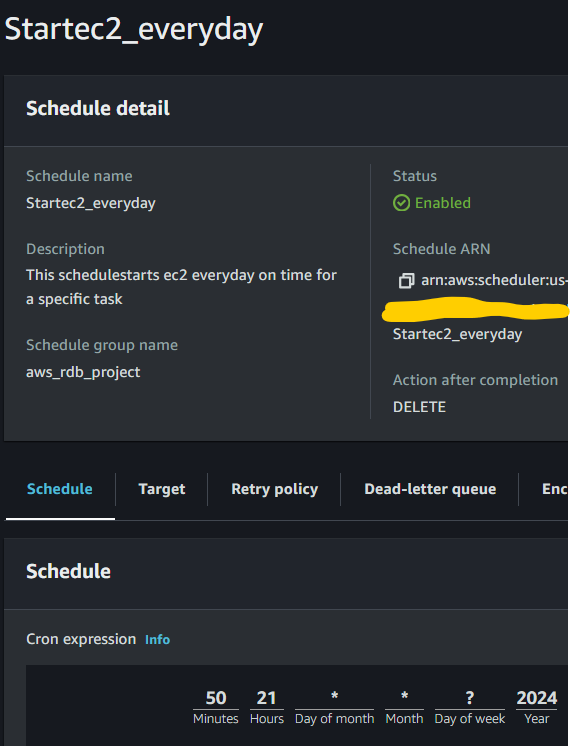 Startec2_everyday
Schedule detail
Schedule name
Startec2_everyday
Description
This schedulestarts ec2 everyday on time for
a specific task
Schedule group name
aws_rdb_project
Status
Enabled
Schedule ARN
arn:aws:scheduler:us-
Startec2_everyday
Action after completion
DELETE
Schedule Target Retry policy Dead-letter queue Enc
Schedule
Cron expression Info
50 21 * * ? 2024
Minutes Hours Day of month Month Day of week Year